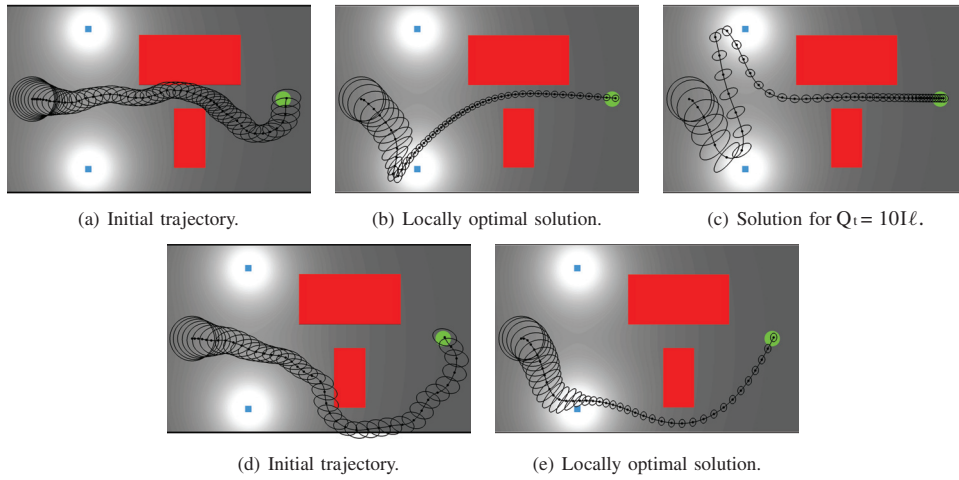 (a) Initial trajectory.
(b) Locally optimal solution.
(c) Solution for Qₜ = 10Iℓ.
(d) Initial trajectory.
(e) Locally optimal solution.